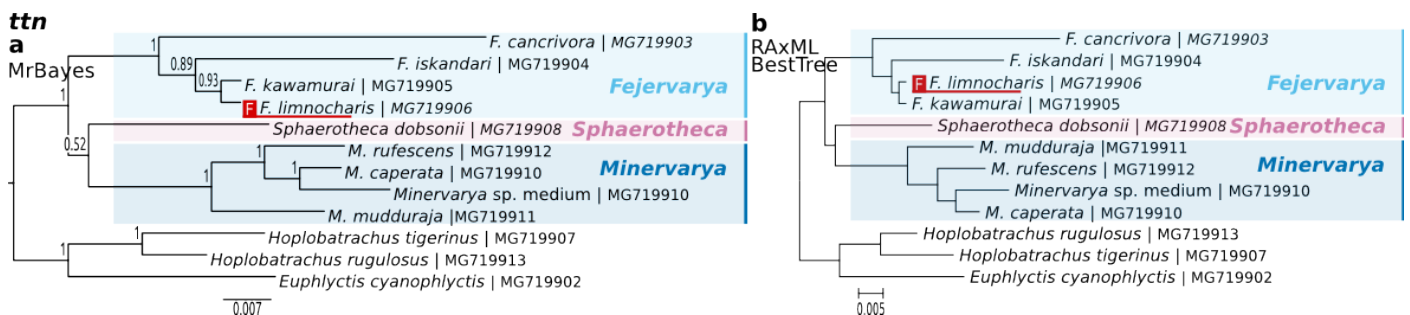 ttn
a
MrBayes
1
F. cancrivora | MG719903
0.89
F. iskandari | MG719904
0.93
F. kawamurai | MG719905
F F. limnocharis | MG719906
Fejervarya
1
Sphaerotheca dobsonii | MG719908 Sphaerotheca
0.52
M. rufescens | MG719912
1
M. caperata | MG719910
1
Minervarya
1
Minervarya sp. medium | MG719910
M. mudduraja |MG719911
Hoplobatrachus tigerinus | MG719907
1
1
Hoplobatrachus rugulosus | MG719913
Euphlyctis cyanophlyctis | MG719902
0.007
b
RAxML
BestTree
F. cancrivora | MG719903
F. iskandari | MG719904
F F. limnocharis | MG719906
Fejervarya
F. kawamurai | MG719905
Sphaerotheca dobsonii | MG719908 Sphaerotheca
M. mudduraja |MG719911
M. rufescens | MG719912
Minervarya
Minervarya sp. medium | MG719910
M. caperata | MG719910
Hoplobatrachus rugulosus | MG719913
Hoplobatrachus tigerinus | MG719907
Euphlyctis cyanophlyctis | MG719902
0.005